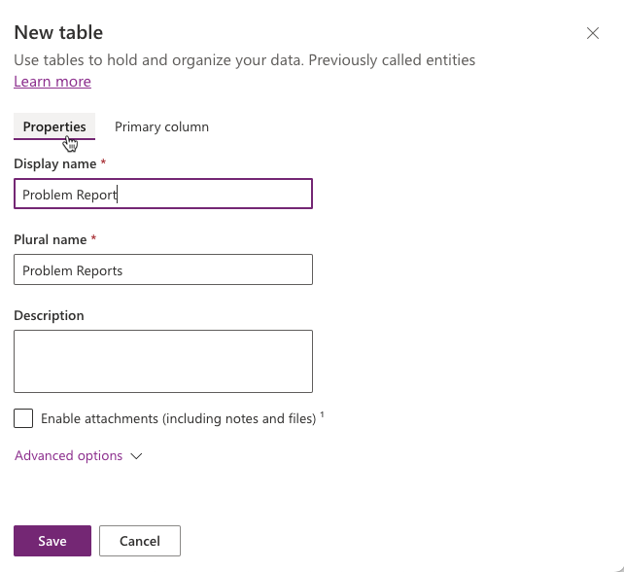 New table
Use tables to hold and organize your data. Previously called entities
Learn more
Properties Primary column
Display name *
Problem Report
Plural name *
Problem Reports
Description
Enable attachments (including notes and files) ¹
Advanced options
Save Cancel